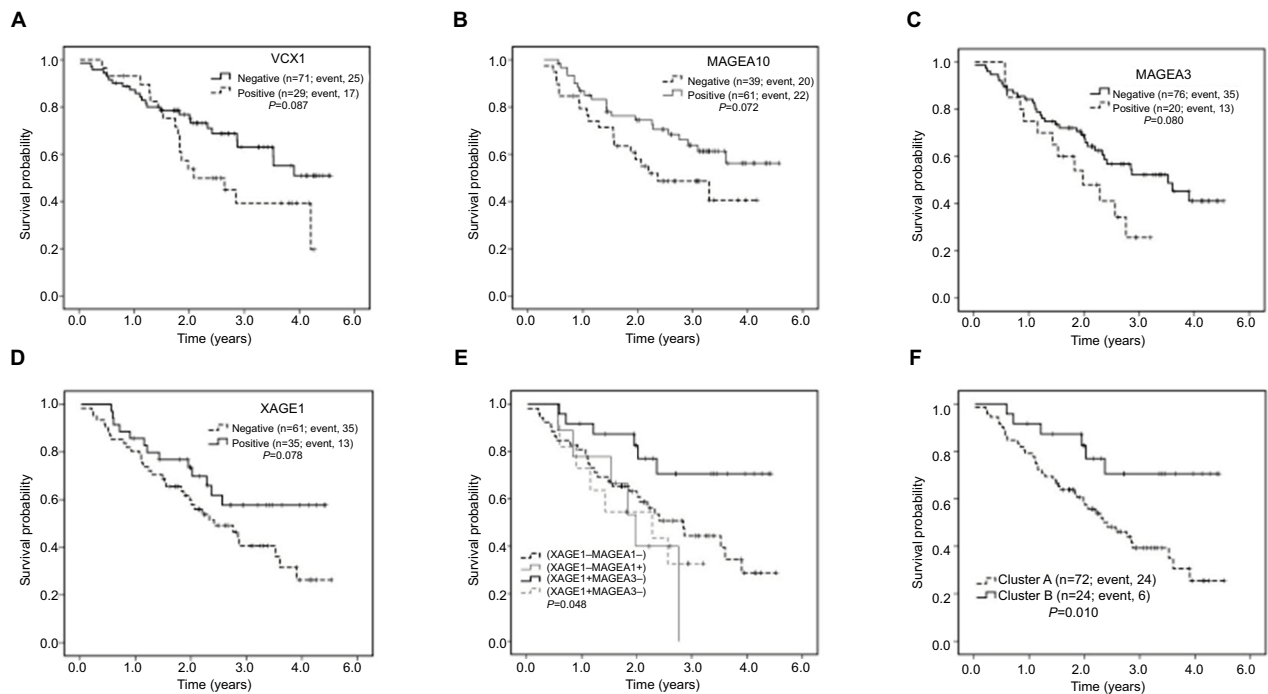 A
VCX1
Negative (n=71; event, 25)
Positive (n=29; event, 17)
P=0.087
Survival probability
1.0
0.8
0.6
0.4
0.2
0.0
0.0 1.0 2.0 3.0 4.0 6.0
Time (years)
B
MAGEA10
Negative (n=39; event, 20)
Positive (n=61; event, 22)
P=0.072
Survival probability
1.0
0.8
0.6
0.4
0.2
0.0
0.0 1.0 2.0 3.0 4.0 6.0
Time (years)
C
MAGEA3
Negative (n=76; event, 35)
Positive (n=20; event, 13)
P=0.080
Survival probability
1.0
0.8
0.6
0.4
0.2
0.0
0.0 1.0 2.0 3.0 4.0 6.0
Time (years)
D
XAGE1
Negative (n=61; event, 35)
Positive (n=35; event, 13)
P=0.078
Survival probability
1.0
0.8
0.6
0.4
0.2
0.0
0.0 1.0 2.0 3.0 4.0 6.0
Time (years)
E
Survival probability
1.0
0.8
0.6
0.4
0.2
0.0
(XAGE1–MAGEA1–)
(XAGE1–MAGEA1+)
(XAGE1+MAGEA3–)
(XAGE1+MAGEA3–)
P=0.048
0.0 1.0 2.0 3.0 4.0 6.0
Time (years)
F
Survival probability
1.0
0.8
0.6
0.4
0.2
0.0
Cluster A (n=72; event, 24)
Cluster B (n=24; event, 6)
P=0.010
0.0 1.0 2.0 3.0 4.0 6.0
Time (years)